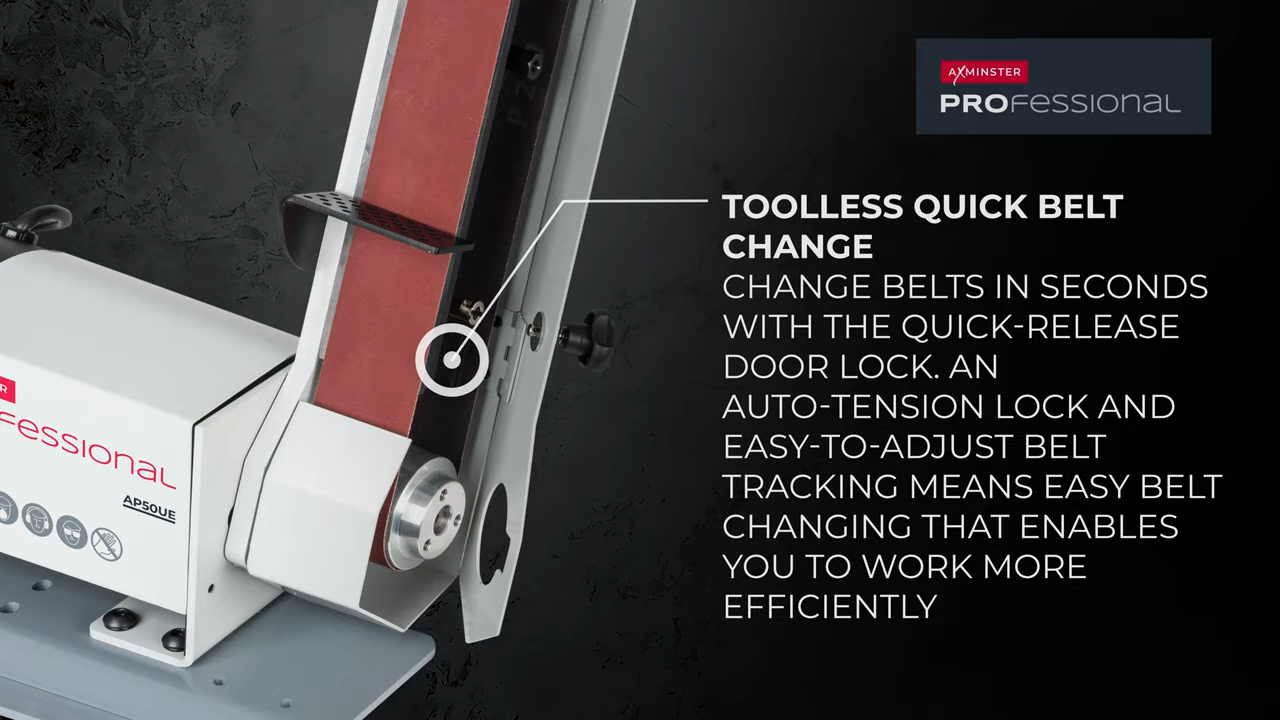 AXMINSTER
PROFESSIONAL
TOOLLESS QUICK BELT
CHANGE
CHANGE BELTS IN SECONDS
WITH THE QUICK-RELEASE
DOOR LOCK. AN
AUTO-TENSION LOCK AND
EASY-TO-ADJUST BELT
TRACKING MEANS EASY BELT
CHANGING THAT ENABLES
YOU TO WORK MORE
EFFICIENTLY
R
FESSIONAL
AP50UE